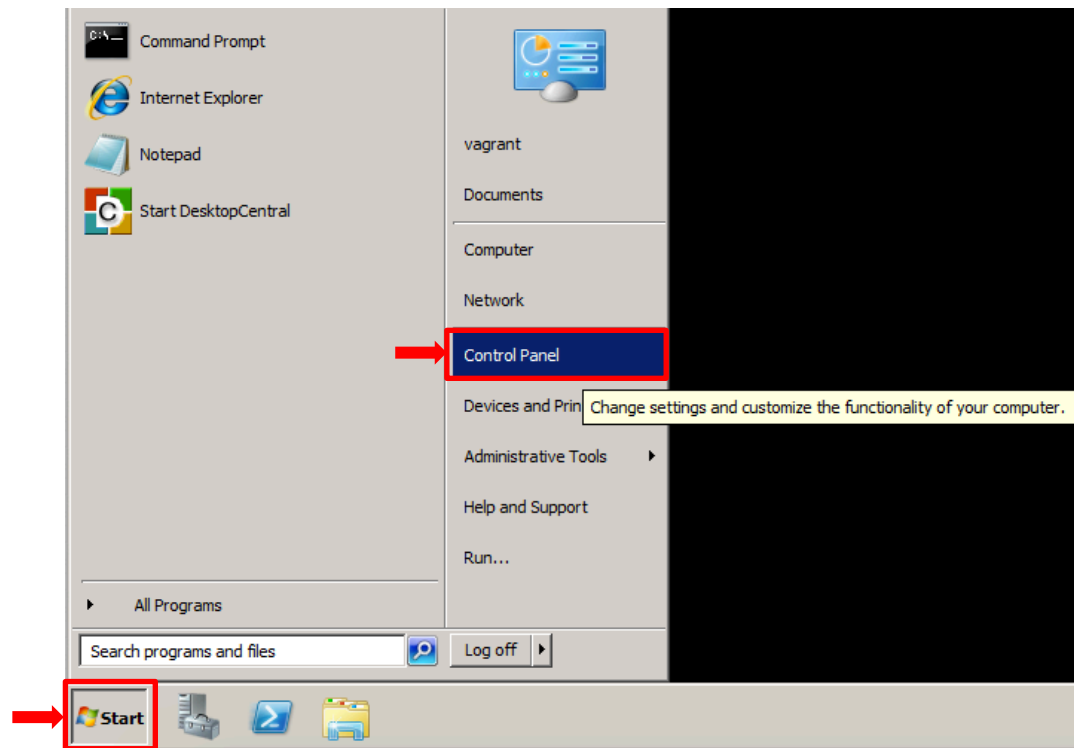 Command Prompt
Internet Explorer
Notepad
Start DesktopCentral
vagrant
Documents
Computer
Network
Control Panel
Devices and Prin
Change settings and customize the functionality of your computer.
Administrative Tools
Help and Support
Run...
All Programs
Search programs and files
Log off
Start